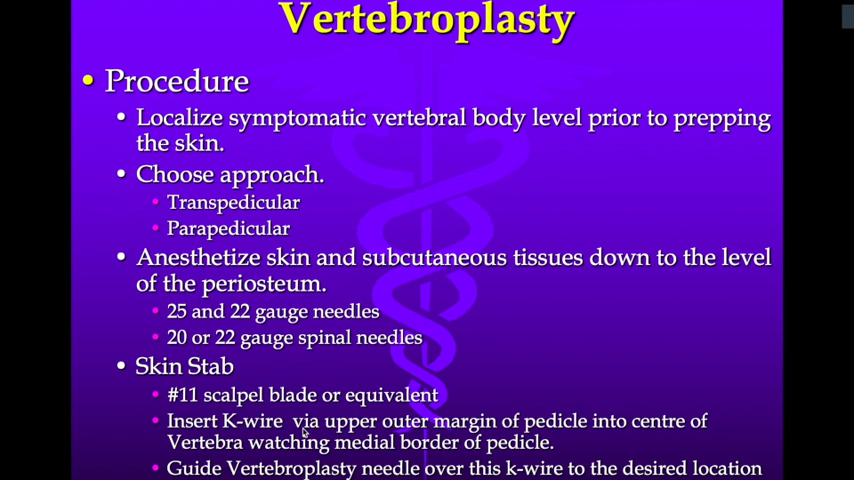 Vertebroplasty
• Procedure
• Localize symptomatic vertebral body level prior to prepping
the skin.
• Choose approach.
• Transpedicular
• Parapedicular
• Anesthetize skin and subcutaneous tissues down to the level
of the periosteum.
• 25 and 22 gauge needles
• 20 or 22 gauge spinal needles
• Skin Stab
• #11 scalpel blade or equivalent
• Insert K-wire via upper outer margin of pedicle into centre of
Vertebra watching medial border of pedicle.
• Guide Vertebroplasty needle over this k-wire to the desired location